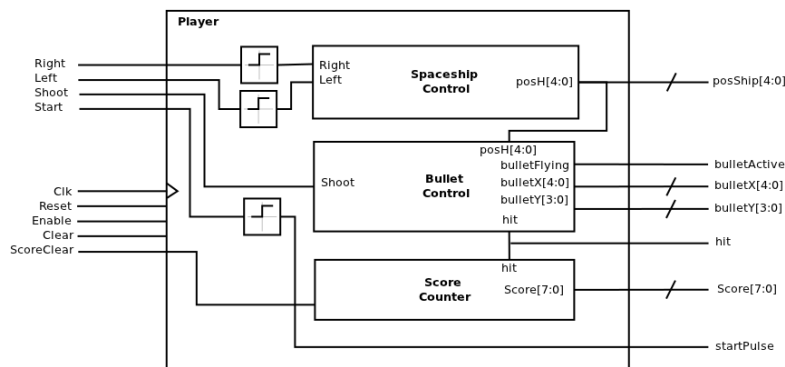 Player
Right
Left
Shoot
Start
Clk
Reset
Enable
Clear
ScoreClear
Right
Left
Spaceship
Control
posH[4:0]
posH[4:0]
Shoot
Bullet
Control
bulletFlying
bulletX[4:0]
bulletY[3:0]
hit
hit
Score
Counter
Score[7:0]
posShip[4:0]
bulletActive
bulletX[4:0]
bulletY[3:0]
hit
Score[7:0]
startPulse